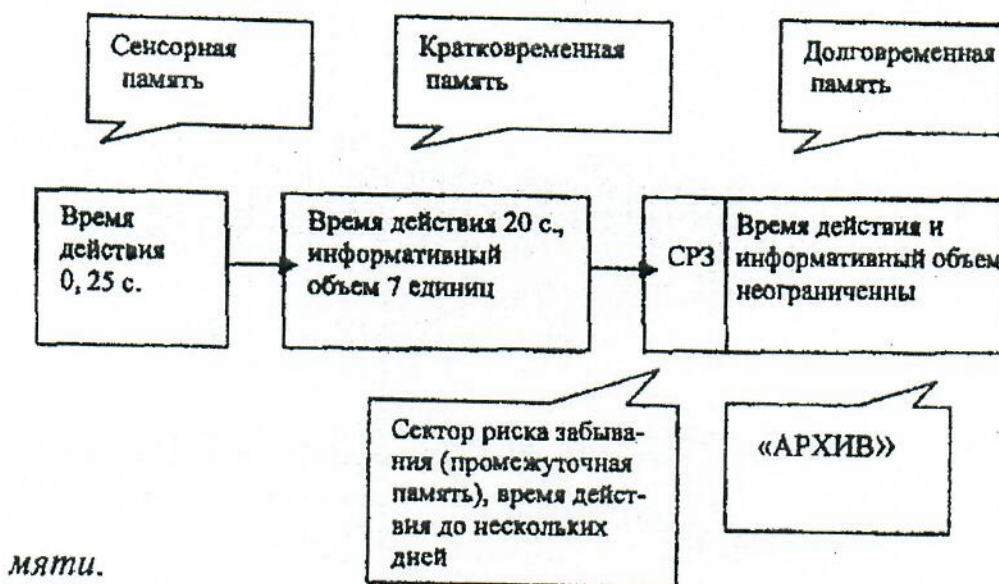 Сенсорная
память
Кратковременная
память
Долговременная
память
Время
действия
0, 25 с.
Время действия 20 с.,
информативный
объем 7 единиц
СРЗ
Время действия и
информативный объем
неограниченны
Сектор риска забыва-
ния (промежуточная
память), время дейст-
вия до нескольких
дней
«АРХИВ»
мяти.